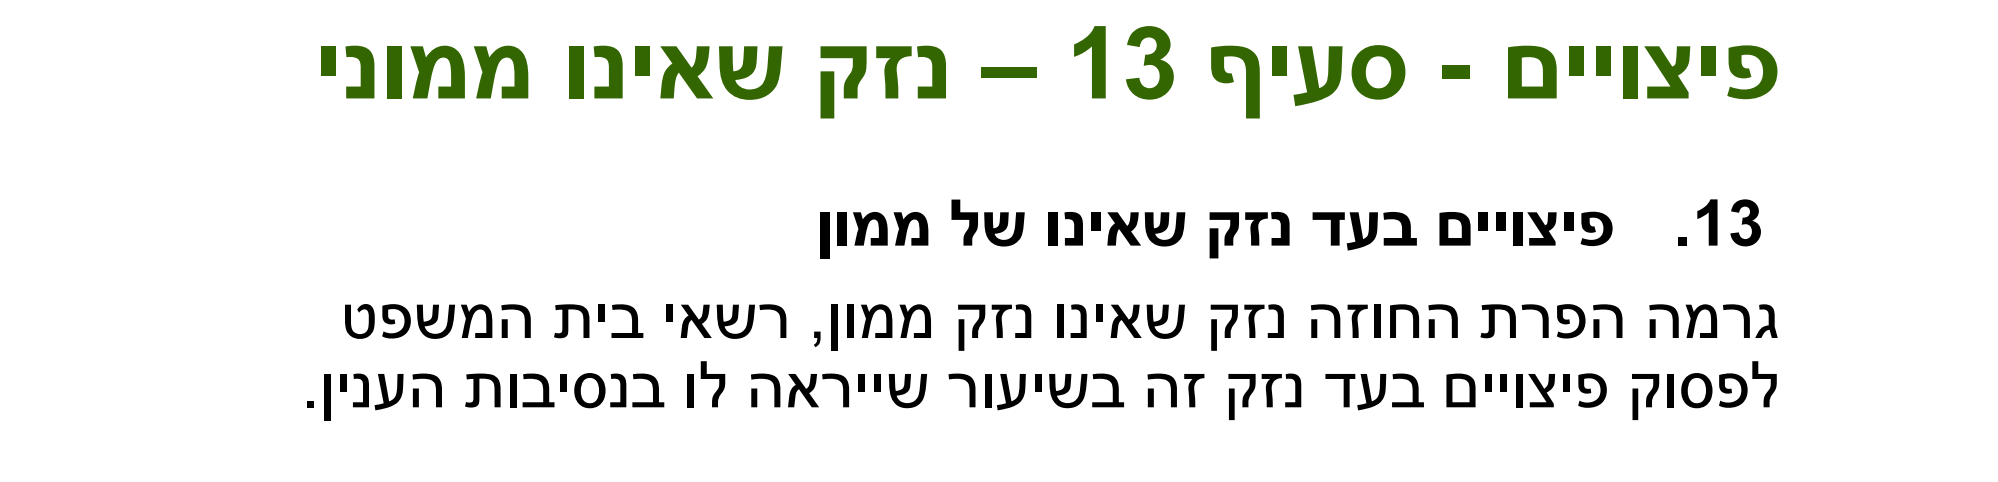 פיצויים - סעיף 13 – נזק שאינו ממוני
13. פיצויים בעד נזק שאינו של ממון
גרמה הפרת החוזה נזק שאינו נזק ממון, רשאי בית המשפט
לפסוק פיצויים בעד נזק זה בשיעור שייראה לו בנסיבות הענין.